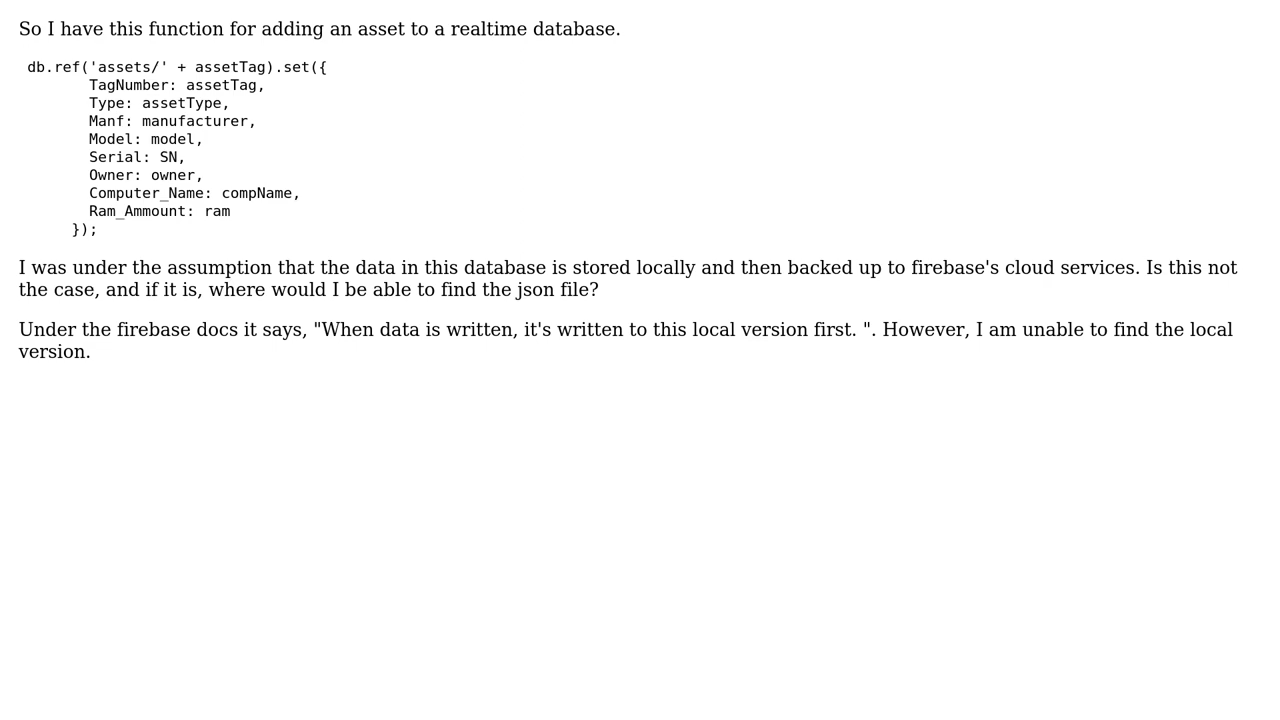 So I have this function for adding an asset to a realtime database.
db.ref('assets/' + assetTag).set({
TagNumber: assetTag,
Type: assetType,
Manf: manufacturer,
Model: model,
Serial: SN,
Owner: owner,
Computer_Name: compName,
Ram_Ammount: ram
});
I was under the assumption that the data in this database is stored locally and then backed up to firebase's cloud services. Is this not
the case, and if it is, where would I be able to find the json file?
Under the firebase docs it says, "When data is written, it's written to this local version first. ". However, I am unable to find the local
version.